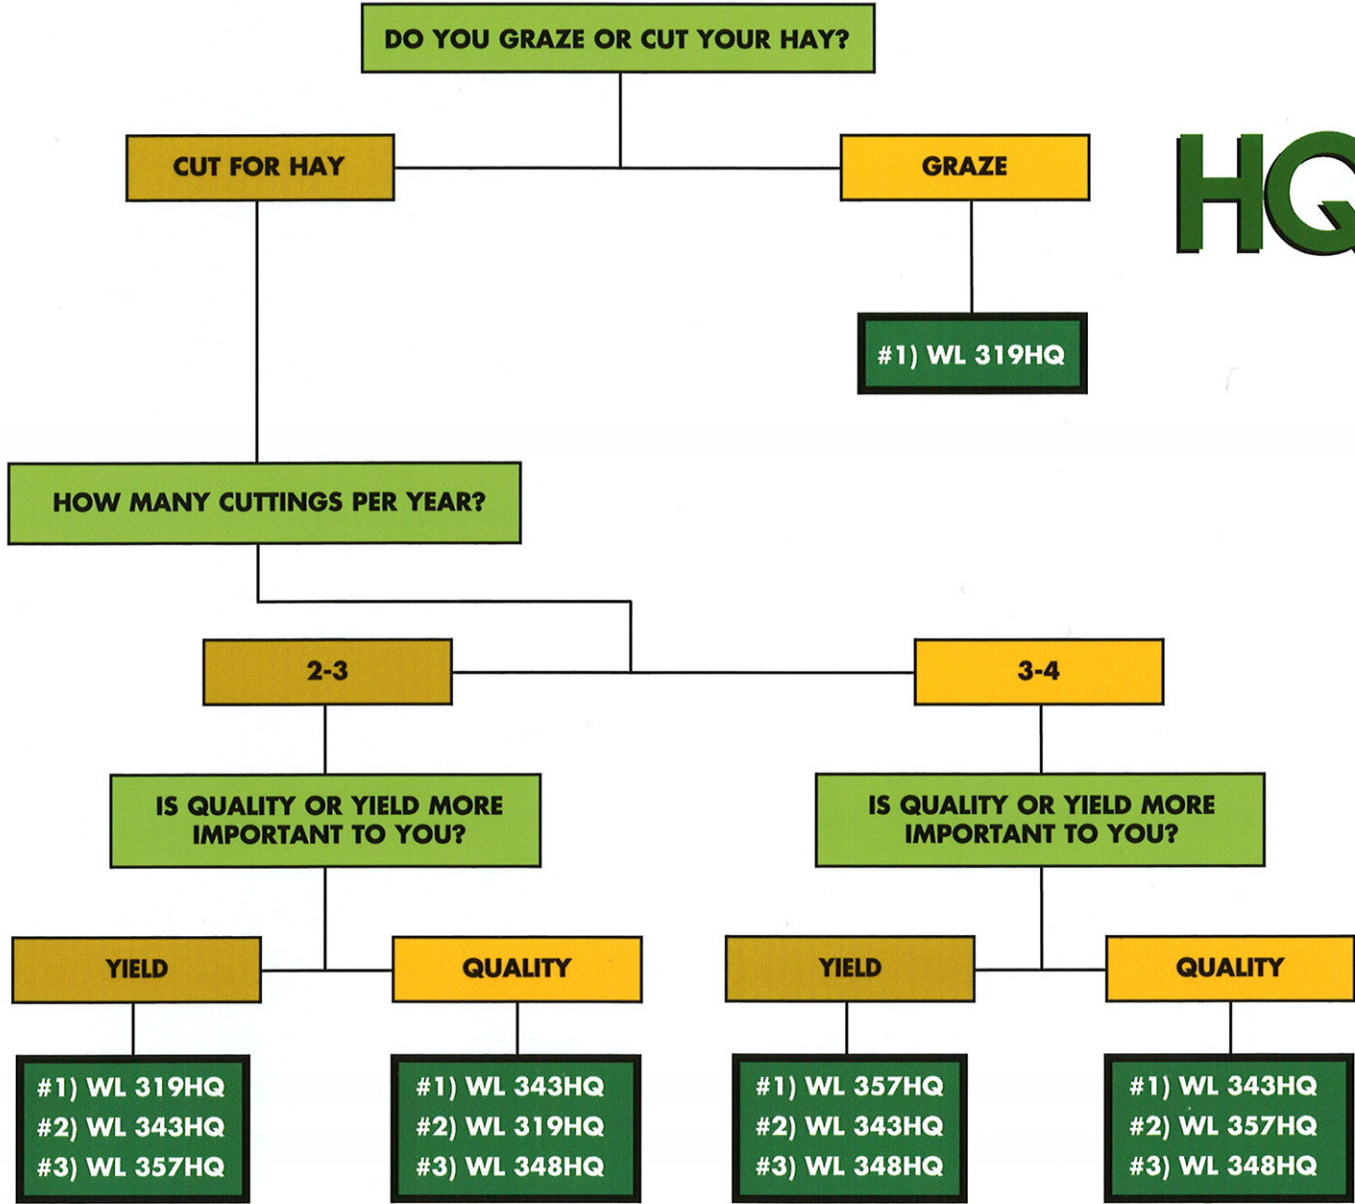 DO YOU GRAZE OR CUT YOUR HAY?
CUT FOR HAY
GRAZE
HQ
#1) WL 319HQ
HOW MANY CUTTINGS PER YEAR?
2-3
3-4
IS QUALITY OR YIELD MORE
IMPORTANT TO YOU?
IS QUALITY OR YIELD MORE
IMPORTANT TO YOU?
YIELD
QUALITY
YIELD
QUALITY
#1) WL 319HQ
#2) WL 343HQ
#3) WL 357HQ
#1) WL 343HQ
#2) WL 319HQ
#3) WL 348HQ
#1) WL 357HQ
#2) WL 343HQ
#3) WL 348HQ
#1) WL 343HQ
#2) WL 357HQ
#3) WL 348HQ